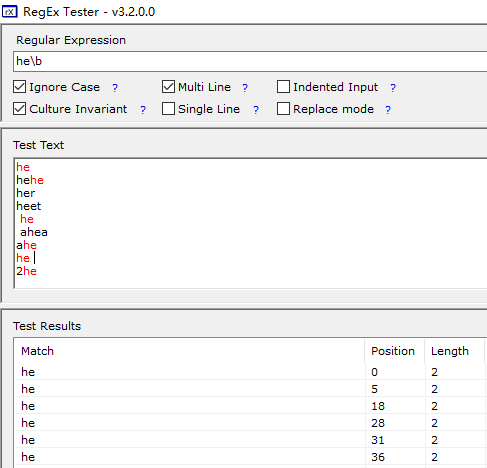 RegEx Tester - v3.2.0.0
Regular Expression
he\b
Ignore Case ? Multi Line ? Indented Input ?
Culture Invariant ? Single Line ? Replace mode ?
Test Text
he
hehe
her
heet
he
ahea
ahe
he
2he
Test Results
Match Position Length
he 0 2
he 5 2
he 18 2
he 28 2
he 31 2
he 36 2